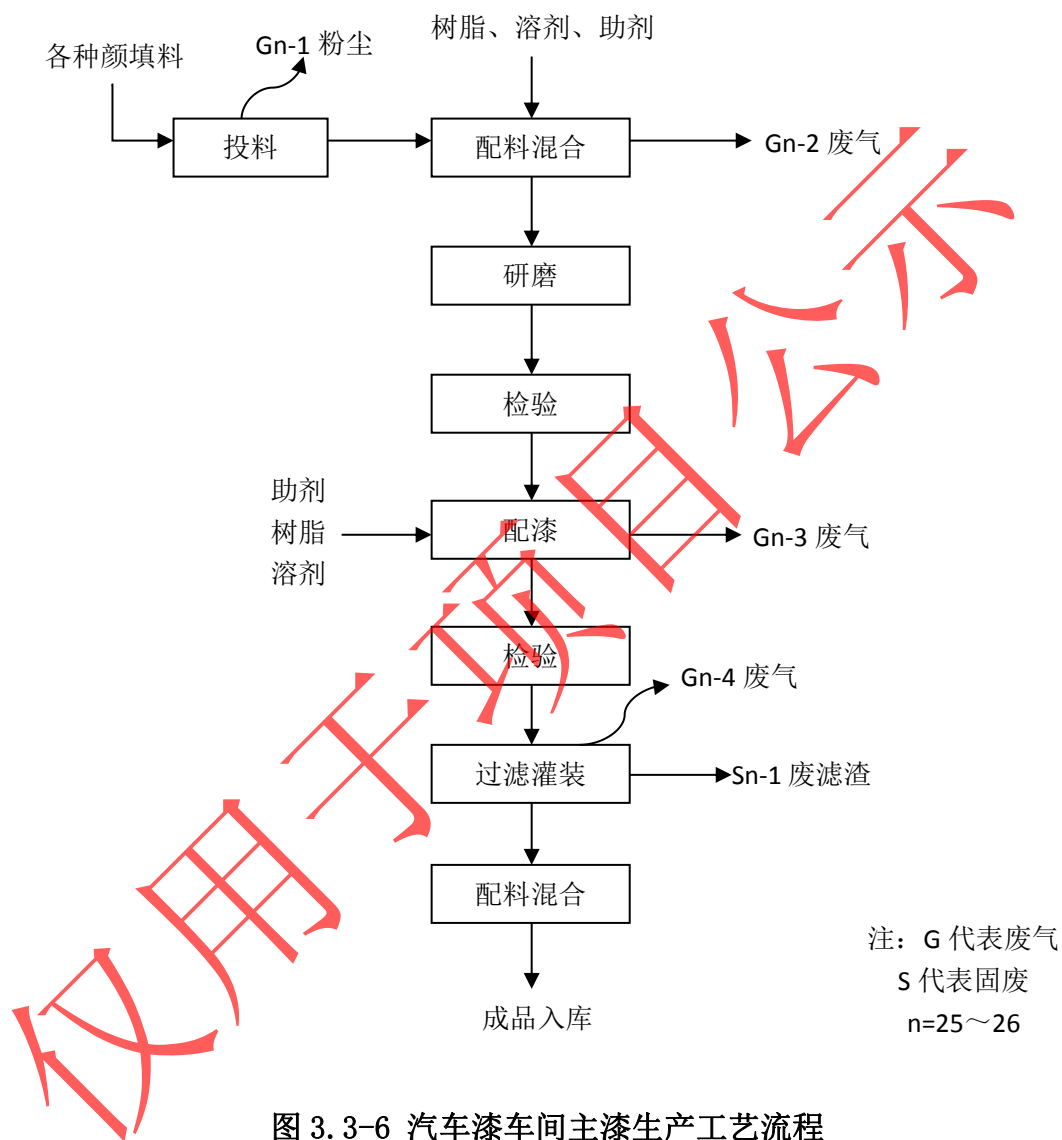 树脂、溶剂、助剂
各种颜填料
Gn-1 粉尘
投料
配料混合
Gn-2 废气
研磨
检验
助剂
树脂
溶剂
配漆
Gn-3 废气
检验
Gn-4 废气
过滤灌装
Sn-1 废滤渣
配料混合
成品入库
注：G 代表废气
S 代表固废
n=25～26
图 3.3-6 汽车漆车间主漆生产工艺流程
仅用于项目公示